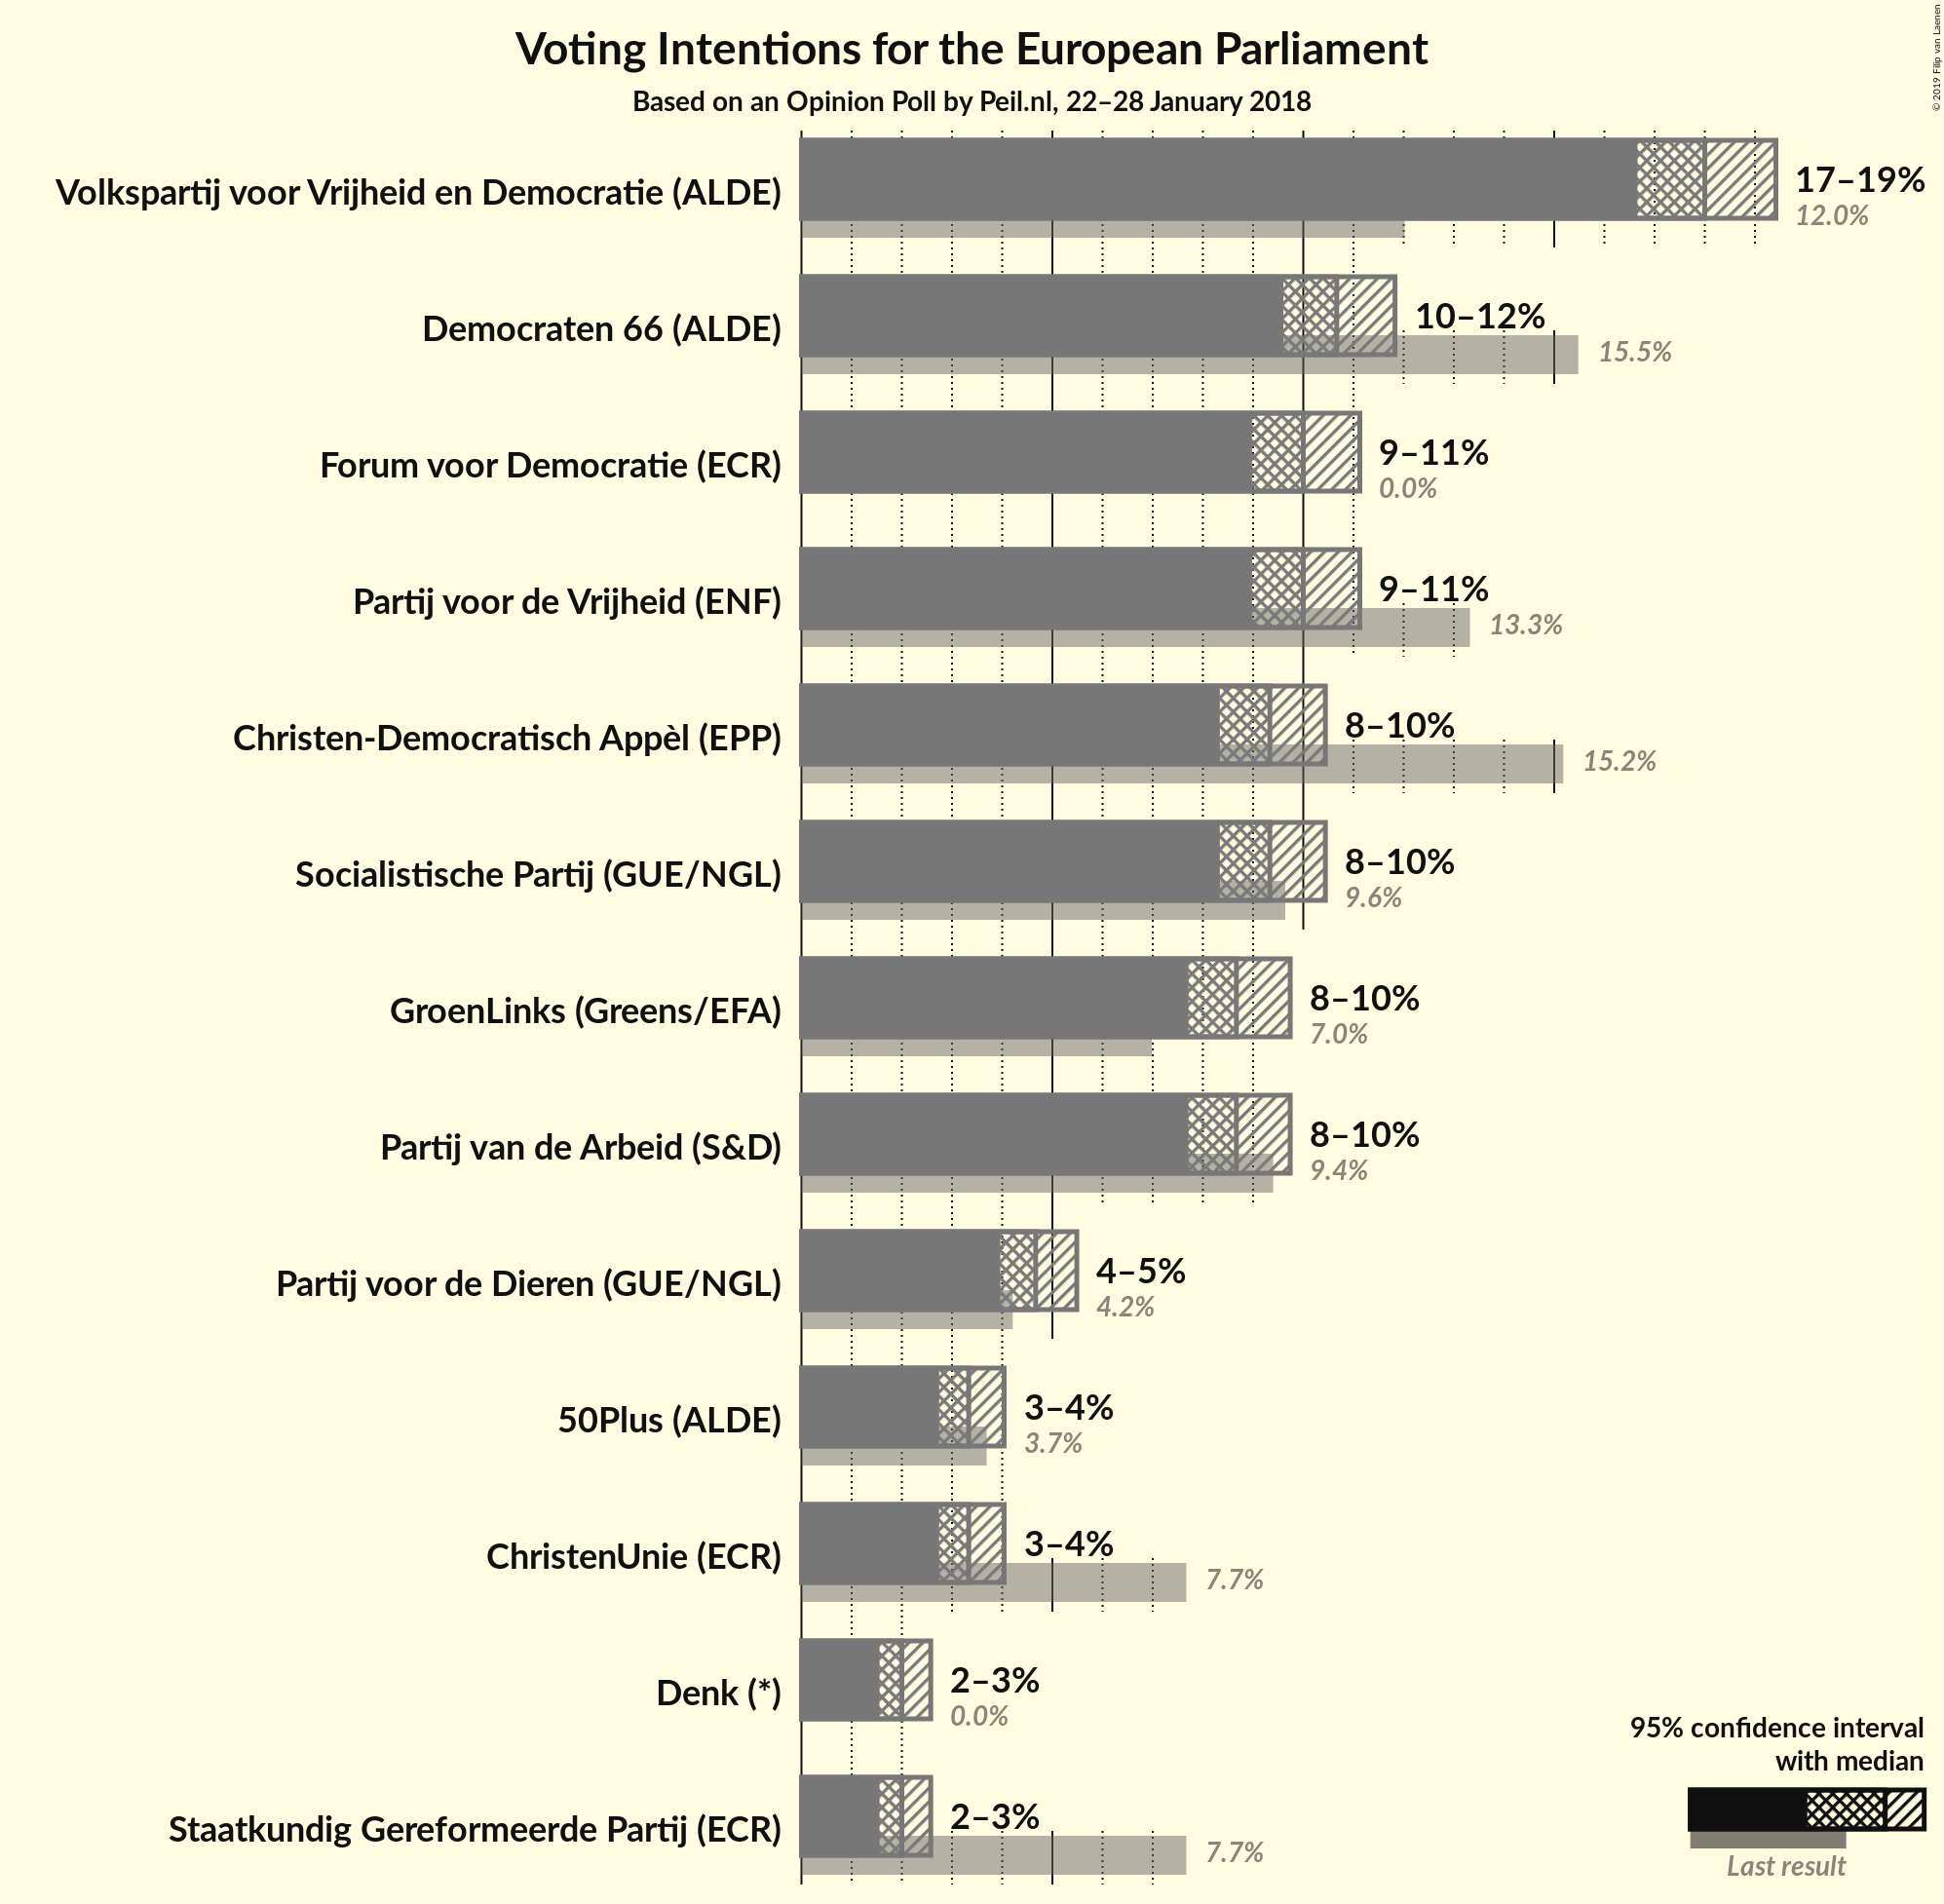 Voting Intentions for the European Parliament
Based on an Opinion Poll by Peil.nl, 22–28 January 2018
© 2019 Filip van Laenen
Volkspartij voor Vrijheid en Democratie (ALDE)
17–19%
12.0%
Democraten 66 (ALDE)
10–12%
15.5%
Forum voor Democratie (ECR)
9–11%
0.0%
Partij voor de Vrijheid (ENF)
9–11%
13.3%
Christen-Democratisch Appèl (EPP)
8–10%
15.2%
Socialistische Partij (GUE/NGL)
8–10%
9.6%
GroenLinks (Greens/EFA)
8–10%
7.0%
Partij van de Arbeid (S&D)
8–10%
9.4%
Partij voor de Dieren (GUE/NGL)
4–5%
4.2%
50Plus (ALDE)
3–4%
3.7%
ChristenUnie (ECR)
3–4%
7.7%
Denk (*)
2–3%
0.0%
Staatkundig Gereformeerde Partij (ECR)
2–3%
7.7%
95% confidence interval
with median
Last result